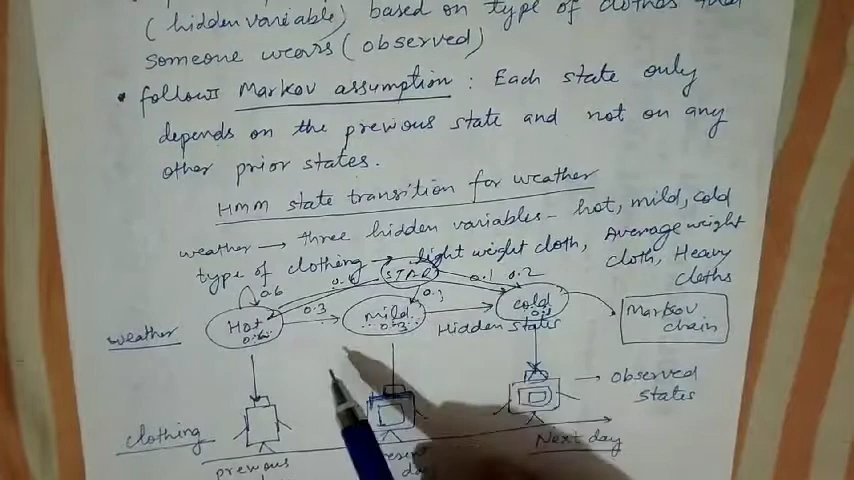 (hidden variable) based on type of clothes that
someone wears (observed)
• follows Markov assumption : Each state only
depends on the previous state and not on any
other prior states.
HMM state transition for weather
weather → three hidden variables - hot, mild, cold
type of clothing → light weight cloth, Average weight
cloth, Heavy
cloths
START
0.6
0.3
0.1
0.2
Hot
mild
0.3
cold
Hidden states
Markov
chain
weather
→ observed
states
clothing
previous
present
day
Next day